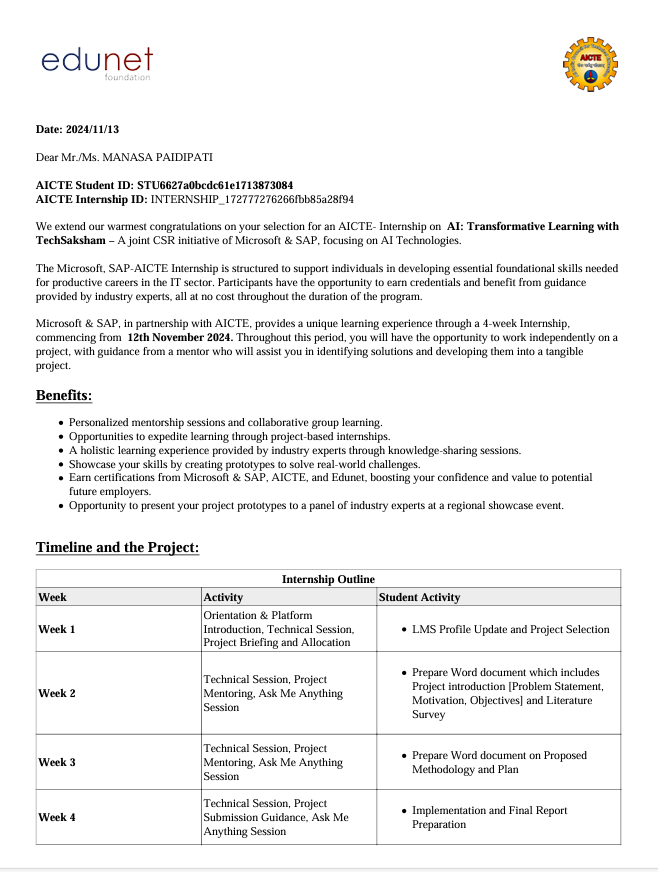 edunet
foundation
AICTE
Date: 2024/11/13
Dear Mr./Ms. MANASA PAIDIPATI
AICTE Student ID: STU6627a0bcdc61e1713873084
AICTE Internship ID: INTERNSHIP_172777276266fbb85a28f94
We extend our warmest congratulations on your selection for an AICTE- Internship on AI: Transformative Learning with
TechSaksham – A joint CSR initiative of Microsoft & SAP, focusing on AI Technologies.
The Microsoft, SAP-AICTE Internship is structured to support individuals in developing essential foundational skills needed
for productive careers in the IT sector. Participants have the opportunity to earn credentials and benefit from guidance
provided by industry experts, all at no cost throughout the duration of the program.
Microsoft & SAP, in partnership with AICTE, provides a unique learning experience through a 4-week Internship,
commencing from 12th November 2024. Throughout this period, you will have the opportunity to work independently on a
project, with guidance from a mentor who will assist you in identifying solutions and developing them into a tangible
project.
Benefits:
• Personalized mentorship sessions and collaborative group learning.
• Opportunities to expedite learning through project-based internships.
• A holistic learning experience provided by industry experts through knowledge-sharing sessions.
• Showcase your skills by creating prototypes to solve real-world challenges.
• Earn certifications from Microsoft & SAP, AICTE, and Edunet, boosting your confidence and value to potential
future employers.
• Opportunity to present your project prototypes to a panel of industry experts at a regional showcase event.
Timeline and the Project:
Internship Outline
Week Activity Student Activity
Week 1
Orientation & Platform
Introduction, Technical Session,
Project Briefing and Allocation
• LMS Profile Update and Project Selection
Week 2
Technical Session, Project
Mentoring, Ask Me Anything
Session
• Prepare Word document which includes
Project introduction [Problem Statement,
Motivation, Objectives] and Literature
Survey
Week 3
Technical Session, Project
Mentoring, Ask Me Anything
Session
• Prepare Word document on Proposed
Methodology and Plan
Week 4
Technical Session, Project
Submission Guidance, Ask Me
Anything Session
• Implementation and Final Report
Preparation